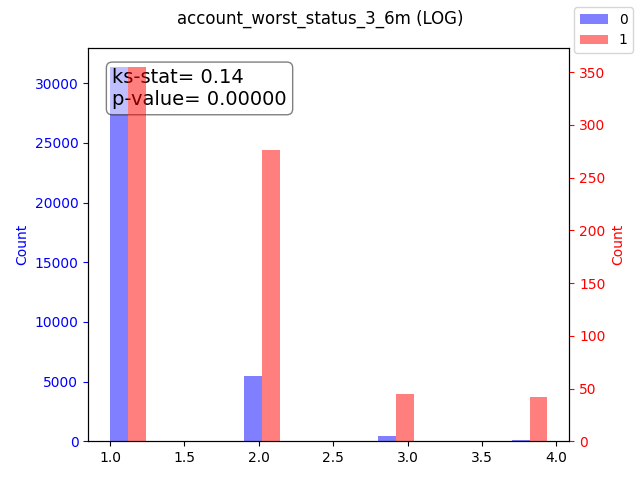 account_worst_status_3_6m (LOG)
0
1
ks-stat= 0.14
p-value= 0.00000
30000
25000
20000
15000
10000
5000
0
Count
350
300
250
200
150
100
50
0
Count
1.0 1.5 2.0 2.5 3.0 3.5 4.0